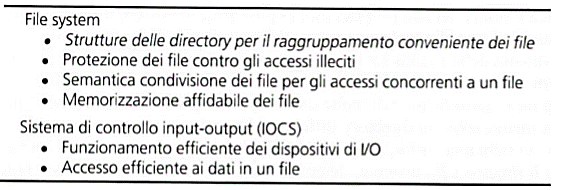 File system
• Strutture delle directory per il raggruppamento conveniente dei file
• Protezione dei file contro gli accessi illeciti
• Semantica condivisione dei file per gli accessi concorrenti a un file
• Memorizzazione affidabile dei file
Sistema di controllo input-output (IOCS)
• Funzionamento efficiente dei dispositivi di I/O
• Accesso efficiente ai dati in un file